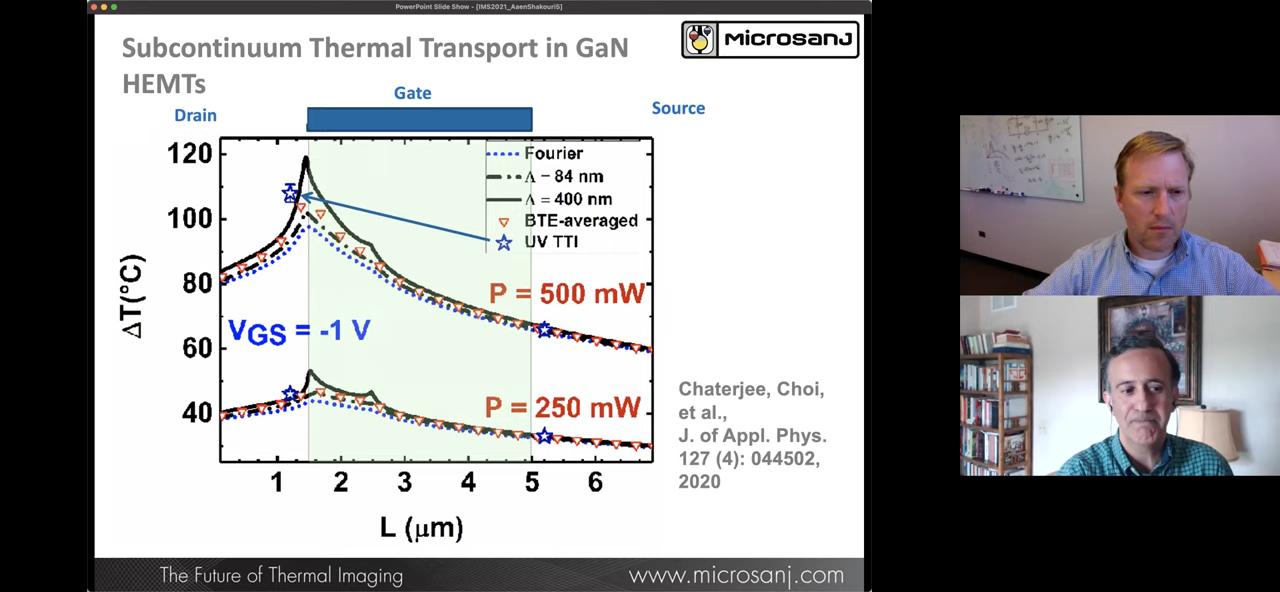 PowerPoint Slide Show - [IMS2021_AaenShakouri5]
Subcontinuum Thermal Transport in GaN
HEMTs
MICROSANJ
Drain
Gate
Source
120
100
80
60
40
ΔT(°C)
Fourier
Λ – 84 nm
Λ = 400 nm
BTE-averaged
UV TTI
P = 500 mW
VGS = -1 V
P = 250 mW
1 2 3 4 5 6
L (μm)
Chaterjee, Choi,
et al.,
J. of Appl. Phys.
127 (4): 044502,
2020
The Future of Thermal Imaging
www.microsanj.com